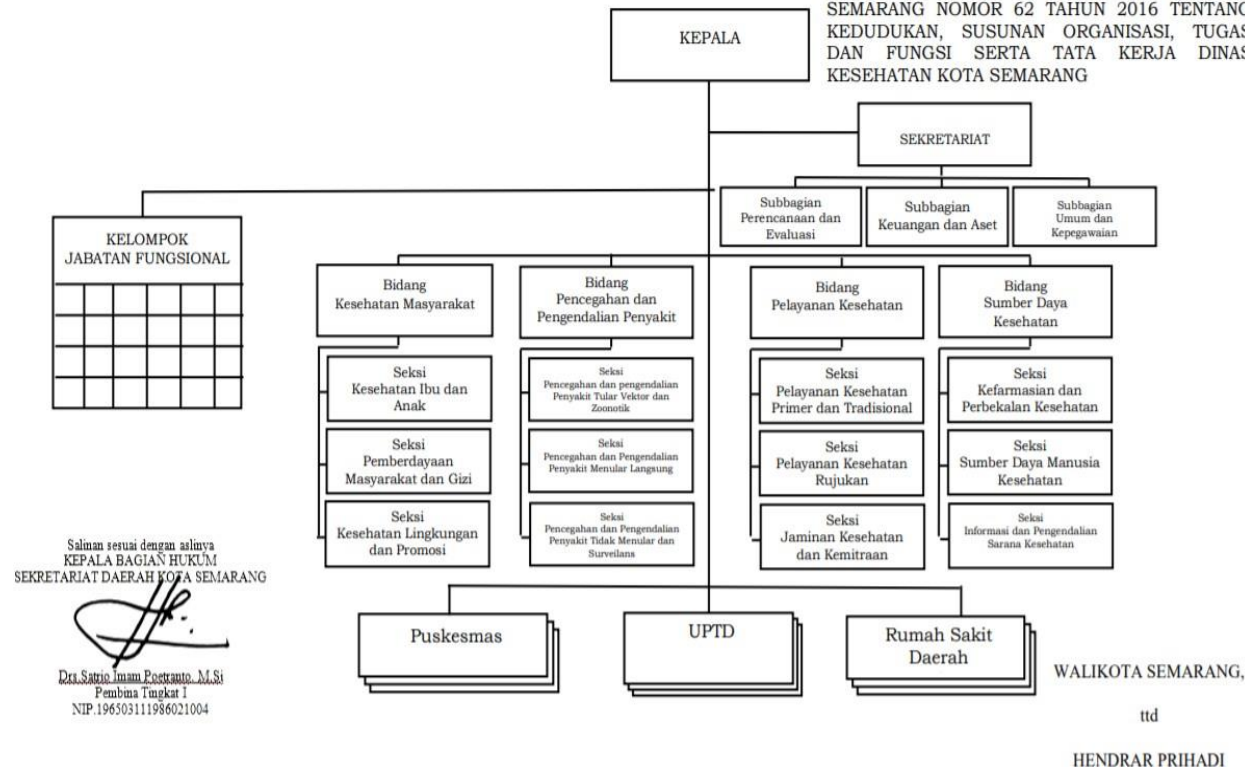 SEMARANG NOMOR 62 TAHUN 2016 TENTANG
KEDUDUKAN, SUSUNAN ORGANISASI, TUGAS
DAN FUNGSI SERTA TATA KERJA DINAS
KESEHATAN KOTA SEMARANG
KEPALA
SEKRETARIAT
Subbagian
Perencanaan dan
Evaluasi
Subbagian
Keuangan dan Aset
Subbagian
Umum dan
Kepegawaian
KELOMPOK
JABATAN FUNGSIONAL
Bidang
Kesehatan Masyarakat
Bidang
Pencegahan dan
Pengendalian Penyakit
Bidang
Pelayanan Kesehatan
Bidang
Sumber Daya
Kesehatan
Seksi
Kesehatan Ibu dan
Anak
Seksi
Pencegahan dan pengendalian
Penyakit Tular Vektor dan
Zoonotik
Seksi
Pelayanan Kesehatan
Primer dan Tradisional
Seksi
Kefarmasian dan
Perbekalan Kesehatan
Seksi
Pemberdayaan
Masyarakat dan Gizi
Seksi
Pencegahan dan Pengendalian
Penyakit Menular Langsung
Seksi
Pelayanan Kesehatan
Rujukan
Seksi
Sumber Daya Manusia
Kesehatan
Seksi
Kesehatan Lingkungan
dan Promosi
Seksi
Pencegahan dan Pengendalian
Penyakit Tidak Menular dan
Surveilans
Seksi
Jaminan Kesehatan
dan Kemitraan
Seksi
Informasi dan Pengendalian
Sarana Kesehatan
Puskesmas
UPTD
Rumah Sakit
Daerah
Salinan sesuai dengan aslinya
KEPALA BAGIAN HUKUM
SEKRETARIAT DAERAH KOTA SEMARANG
Drs. Satrio Imam Poetranto, M.Si
Pembina Tingkat I
NIP.196503111986021004
WALIKOTA SEMARANG,
ttd
HENDRAR PRIHADI